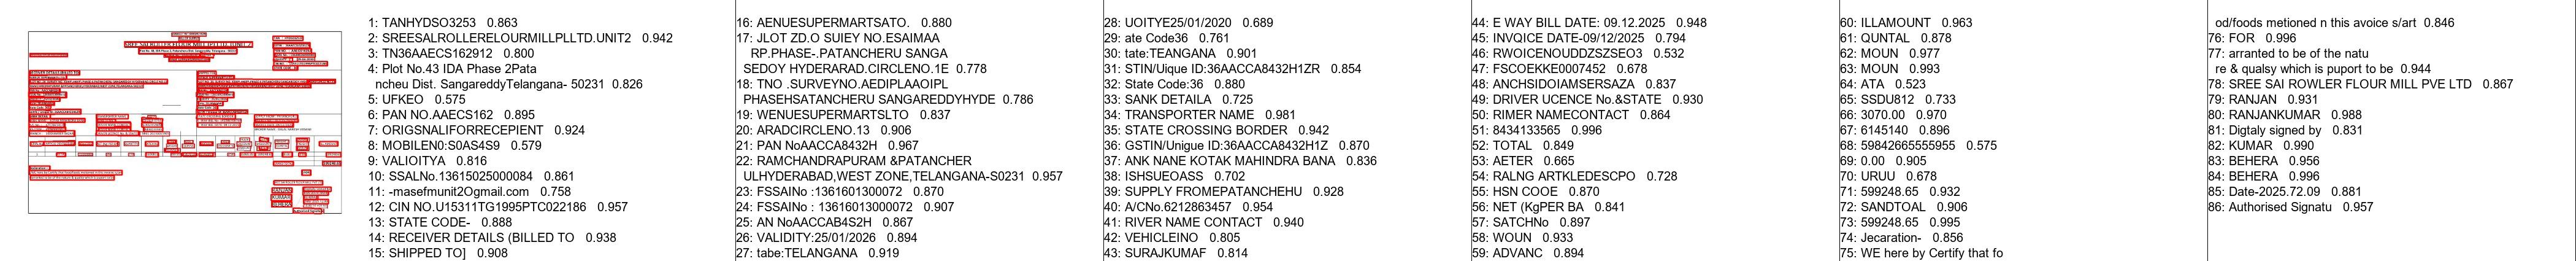 1: TANHYDSO3253 0.863
2: SREESALROLLERELOURMILLPLLTD.UNIT2 0.942
3: TN36AAECS162912 0.800
4: Plot No.43 IDA Phase 2Pata
ncheu Dist. SangareddyTelangana- 50231 0.826
5: UFKEO 0.575
6: PAN NO.AAECS162 0.895
7: ORIGSNALIFORRECEPIENT 0.924
8: MOBILEN0:S0AS4S9 0.579
9: VALIOITYA 0.816
10: SSALNo.13615025000084 0.861
11: -masefmunit2Ogmail.com 0.758
12: CIN NO.U15311TG1995PTC022186 0.957
13: STATE CODE- 0.888
14: RECEIVER DETAILS (BILLED TO 0.938
15: SHIPPED TO] 0.908
16: AENUESUPERMARTSATO. 0.880
17: JLOT ZD.O SUIEY NO.ESAIMAA
RP.PHASE-.PATANCHERU SANGA
SEDOY HYDERARAD.CIRCLENO.1E 0.778
18: TNO .SURVEYNO.AEDIPLAAOIPL
PHASEHSATANCHERU SANGAREDDYHYDE 0.786
19: WENUESUPERMARTSLTO 0.837
20: ARADCIRCLENO.13 0.906
21: PAN NoAACCA8432H 0.967
22: RAMCHANDRAPURAM &PATANCHER
ULHYDERABAD,WEST ZONE,TELANGANA-S0231 0.957
23: FSSAINo :1361601300072 0.870
24: FSSAINo : 13616013000072 0.907
25: AN NoAACCAB4S2H 0.867
26: VALIDITY:25/01/2026 0.894
27: tabe:TELANGANA 0.919
28: UOITYE25/01/2020 0.689
29: ate Code36 0.761
30: tate:TEANGANA 0.901
31: STIN/Uique ID:36AACCA8432H1ZR 0.854
32: State Code:36 0.880
33: SANK DETAILA 0.725
34: TRANSPORTER NAME 0.981
35: STATE CROSSING BORDER 0.942
36: GSTIN/Unigue ID:36AACCA8432H1Z 0.870
37: ANK NANE KOTAK MAHINDRA BANA 0.836
38: ISHSUEOASS 0.702
39: SUPPLY FROMEPATANCHEHU 0.928
40: A/CNo.6212863457 0.954
41: RIVER NAME CONTACT 0.940
42: VEHICLEINO 0.805
43: SURAJKUMAF 0.814
44: E WAY BILL DATE: 09.12.2025 0.948
45: INVQICE DATE-09/12/2025 0.794
46: RWOICENOUDDZSZSEO3 0.532
47: FSCOEKKE0007452 0.678
48: ANCHSIDOIAMSERSAZA 0.837
49: DRIVER UCENCE No.&STATE 0.930
50: RIMER NAMECONTACT 0.864
51: 8434133565 0.996
52: TOTAL 0.849
53: AETER 0.665
54: RALNG ARTKLEDESCPO 0.728
55: HSN COOE 0.870
56: NET (KgPER BA 0.841
57: SATCHNo 0.897
58: WOUN 0.933
59: ADVANC 0.894
60: ILLAMOUNT 0.963
61: QUNTAL 0.878
62: MOUN 0.977
63: MOUN 0.993
64: ATA 0.523
65: SSDU812 0.733
66: 3070.00 0.970
67: 6145140 0.896
68: 59842665555955 0.575
69: 0.00 0.905
70: URUU 0.678
71: 599248.65 0.932
72: SANDTOAL 0.906
73: 599248.65 0.995
74: Jecaration- 0.856
75: WE here by Certify that fo
od/foods metioned n this avoice s/art 0.846
76: FOR 0.996
77: arranted to be of the natu
re & qualsy which is puport to be 0.944
78: SREE SAI ROWLER FLOUR MILL PVE LTD 0.867
79: RANJAN 0.931
80: RANJANKUMAR 0.988
81: Digtaly signed by 0.831
82: KUMAR 0.990
83: BEHERA 0.956
84: BEHERA 0.996
85: Date-2025.72.09 0.881
86: Authorised Signatu 0.957